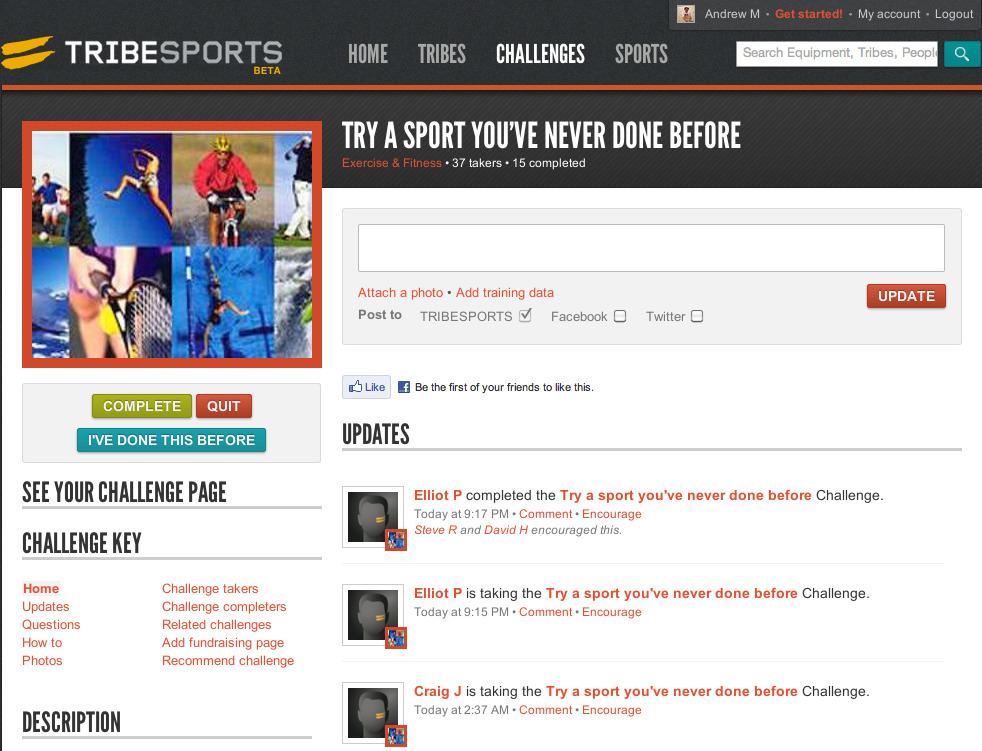 Andrew M • Get started! • My account • Logout
TRIBESPORTS
BETA
HOME TRIBES CHALLENGES SPORTS
Search Equipment, Tribes, People
TRY A SPORT YOU'VE NEVER DONE BEFORE
Exercise & Fitness • 37 takers • 15 completed
Attach a photo • Add training data
UPDATE
Post to TRIBESPORTS Facebook Twitter
Like Be the first of your friends to like this.
COMPLETE QUIT
I'VE DONE THIS BEFORE
SEE YOUR CHALLENGE PAGE
CHALLENGE KEY
Home Challenge takers
Updates Challenge completers
Questions Related challenges
How to Add fundraising page
Photos Recommend challenge
DESCRIPTION
UPDATES
Elliot P completed the Try a sport you've never done before Challenge.
Today at 9:17 PM • Comment • Encourage
Steve R and David H encouraged this.
Elliot P is taking the Try a sport you've never done before Challenge.
Today at 9:15 PM • Comment • Encourage
Craig J is taking the Try a sport you've never done before Challenge.
Today at 2:37 AM • Comment • Encourage